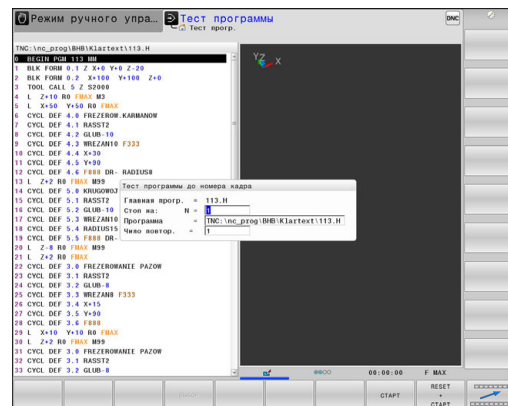 Режим ручного упра…
Тест программы
Тест прогр.
DNC
TNC:\nc_prog\BHB\Klartext\113.H
0 BEGIN PGM 113 MM
1 BLK FORM 0.1 Z X+0 Y+0 Z-20
2 BLK FORM 0.2 X+100 Y+100 Z+0
3 TOOL CALL 5 Z S2000
4 L Z+10 R0 FMAX M3
5 L X+50 Y+50 R0 FMAX
6 CYCL DEF 4.0 FREZEROW.KARMANOW
7 CYCL DEF 4.1 RASST2
8 CYCL DEF 4.2 GLUB-10
9 CYCL DEF 4.3 WREZAN10 F333
10 CYCL DEF 4.4 X+30
11 CYCL DEF 4.5 Y+90
12 CYCL DEF 4.6 F888 DR- RADIUS8
13 L Z+2 R0 FMAX M99
14 CYCL DEF 5.0 KRUGOWOJ
15 CYCL DEF 5.1 RASST2
16 CYCL DEF 5.2 GLUB-10
17 CYCL DEF 5.3 WREZAN10
18 CYCL DEF 5.4 RADIUS15
19 CYCL DEF 5.5 F888 DR-
20 L Z-8 R0 FMAX M99
21 L Z+2 R0 FMAX
22 CYCL DEF 3.0 FREZEROWANIE PAZOW
23 CYCL DEF 3.1 RASST2
24 CYCL DEF 3.2 GLUB-8
25 CYCL DEF 3.3 WREZAN8 F333
26 CYCL DEF 3.4 X+15
27 CYCL DEF 3.5 Y+90
28 CYCL DEF 3.6 F888
29 L X+10 Y+10 R0 FMAX
30 L Z+2 R0 FMAX M99
31 CYCL DEF 3.0 FREZEROWANIE PAZOW
32 CYCL DEF 3.1 RASST2
33 CYCL DEF 3.2 GLUB-8
YZ X
Тест программы до номера кадра
Главная прогр. = 113.H
Стоп на: N = 1
Программа = TNC:\nc_prog\BHB\Klartext\113.H
Число повтор. = 1
00:00:00 F MAX
СТАРТ
RESET
+
СТАРТ